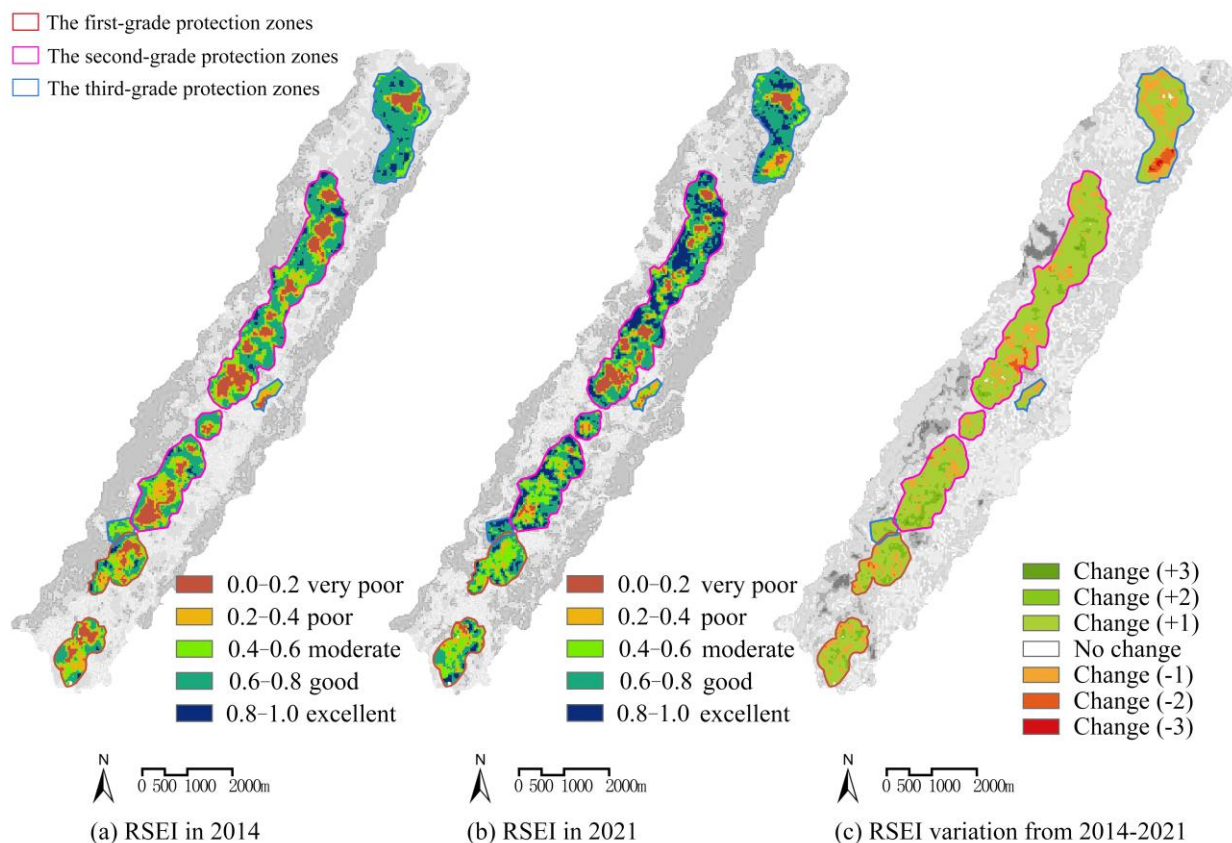 The first-grade protection zones
The second-grade protection zones
The third-grade protection zones
0.0–0.2 very poor
0.2–0.4 poor
0.4–0.6 moderate
0.6–0.8 good
0.8–1.0 excellent
0.0–0.2 very poor
0.2–0.4 poor
0.4–0.6 moderate
0.6–0.8 good
0.8–1.0 excellent
Change (+3)
Change (+2)
Change (+1)
No change
Change (-1)
Change (-2)
Change (-3)
N
0 500 1000 2000m
N
0 500 1000 2000m
N
0 500 1000 2000m
(a) RSEI in 2014
(b) RSEI in 2021
(c) RSEI variation from 2014-2021